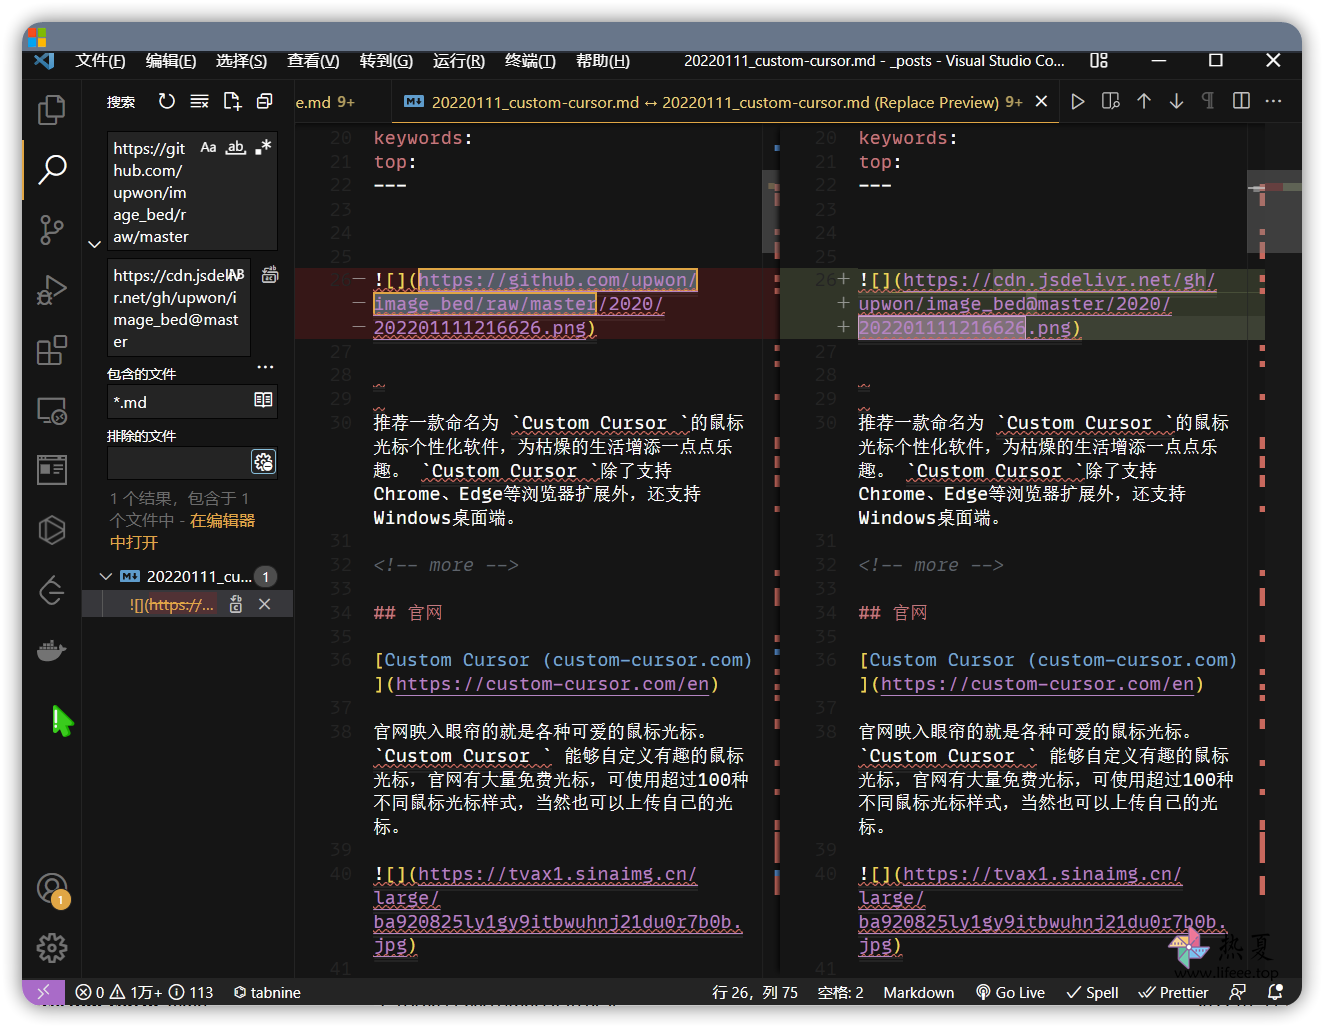 文件(F) 编辑(E) 选择(S) 查看(V) 转到(G) 运行(R) 终端(T) 帮助(H) 20220111_custom-cursor.md - _posts - Visual Studio Co...
搜索
e.md 9+
20220111_custom-cursor.md ↔ 20220111_custom-cursor.md (Replace Preview) 9+
https://git
hub.com/
upwon/im
age_bed/r
aw/master
Aa ab .*
https://cdn.jsdeli
r.net/gh/upwon/i
mage_bed@mast
er
AB
包含的文件
*.md
排除的文件
1 个结果，包含于 1
个文件中 - 在编辑器
中打开
20220111_cu... 1
![](https://...
1
20 keywords:
21 top:
22 ---
23
24
25
26 ![](https://github.com/upwon/
image_bed/raw/master/2020/
202201111216626.png)
27
28
29
30 推荐一款命名为 `Custom Cursor `的鼠标
光标个性化软件，为枯燥的生活增添一点点乐
趣。 `Custom Cursor `除了支持
Chrome、Edge等浏览器扩展外，还支持
Windows桌面端。
31
32 <!-- more -->
33
34 ## 官网
35
36 [Custom Cursor (custom-cursor.com)
](https://custom-cursor.com/en)
37
38 官网映入眼帘的就是各种可爱的鼠标光标。
`Custom Cursor ` 能够自定义有趣的鼠标
光标，官网有大量免费光标，可使用超过100种
不同鼠标光标样式，当然也可以上传自己的光
标。
39
40 ![](https://tvax1.sinaimg.cn/
large/
ba920825ly1gy9itbwuhnj21du0r7b0b.
jpg)
41
20 keywords:
21 top:
22 ---
23
24
25
26 ![](https://cdn.jsdelivr.net/gh/
upwon/image_bed@master/2020/
202201111216626.png)
27
28
29
30 推荐一款命名为 `Custom Cursor `的鼠标
光标个性化软件，为枯燥的生活增添一点点乐
趣。 `Custom Cursor `除了支持
Chrome、Edge等浏览器扩展外，还支持
Windows桌面端。
31
32 <!-- more -->
33
34 ## 官网
35
36 [Custom Cursor (custom-cursor.com)
](https://custom-cursor.com/en)
37
38 官网映入眼帘的就是各种可爱的鼠标光标。
`Custom Cursor ` 能够自定义有趣的鼠标
光标，官网有大量免费光标，可使用超过100种
不同鼠标光标样式，当然也可以上传自己的光
标。
39
40 ![](https://tvax1.sinaimg.cn/
large/
ba920825ly1gy9itbwuhnj21du0r7b0b.
jpg)
41
热夏
www.lifeee.top
0 1万+ 113 tabnine 行 26，列 75 空格: 2 Markdown Go Live Spell Prettier